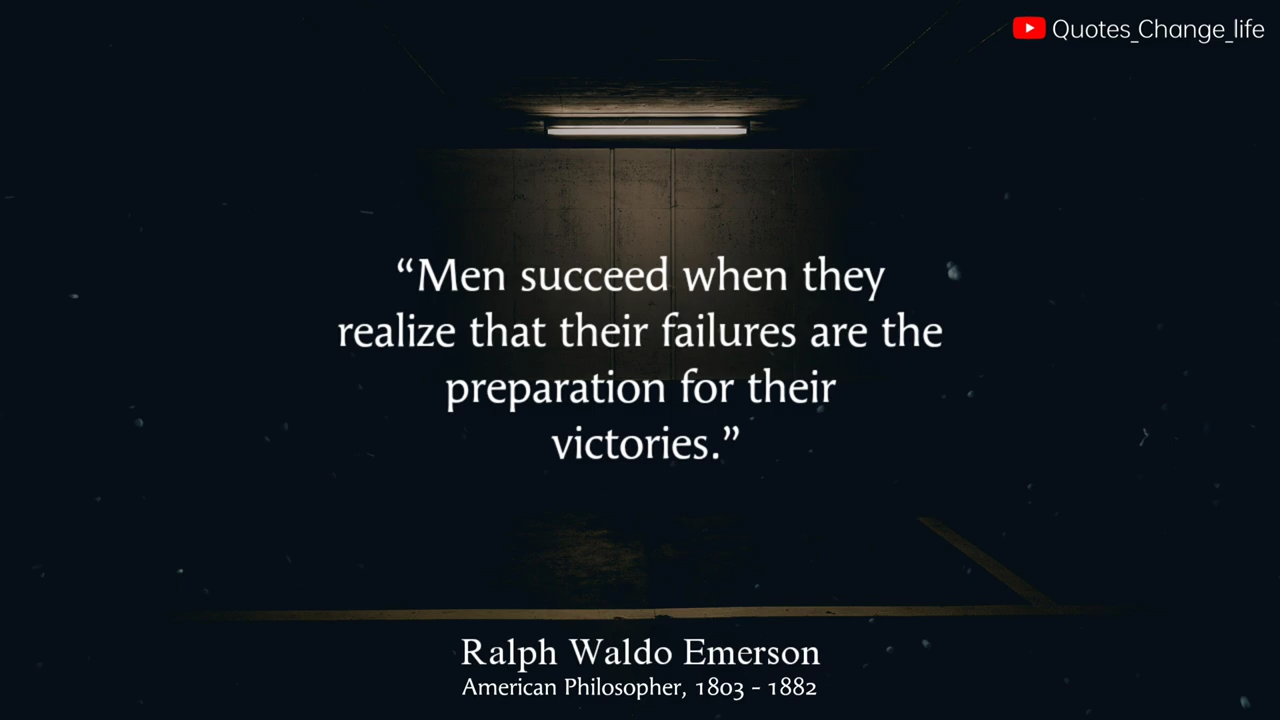 Quotes_Change_life
“Men succeed when they
realize that their failures are the
preparation for their
victories.”
Ralph Waldo Emerson
American Philosopher, 1803 - 1882